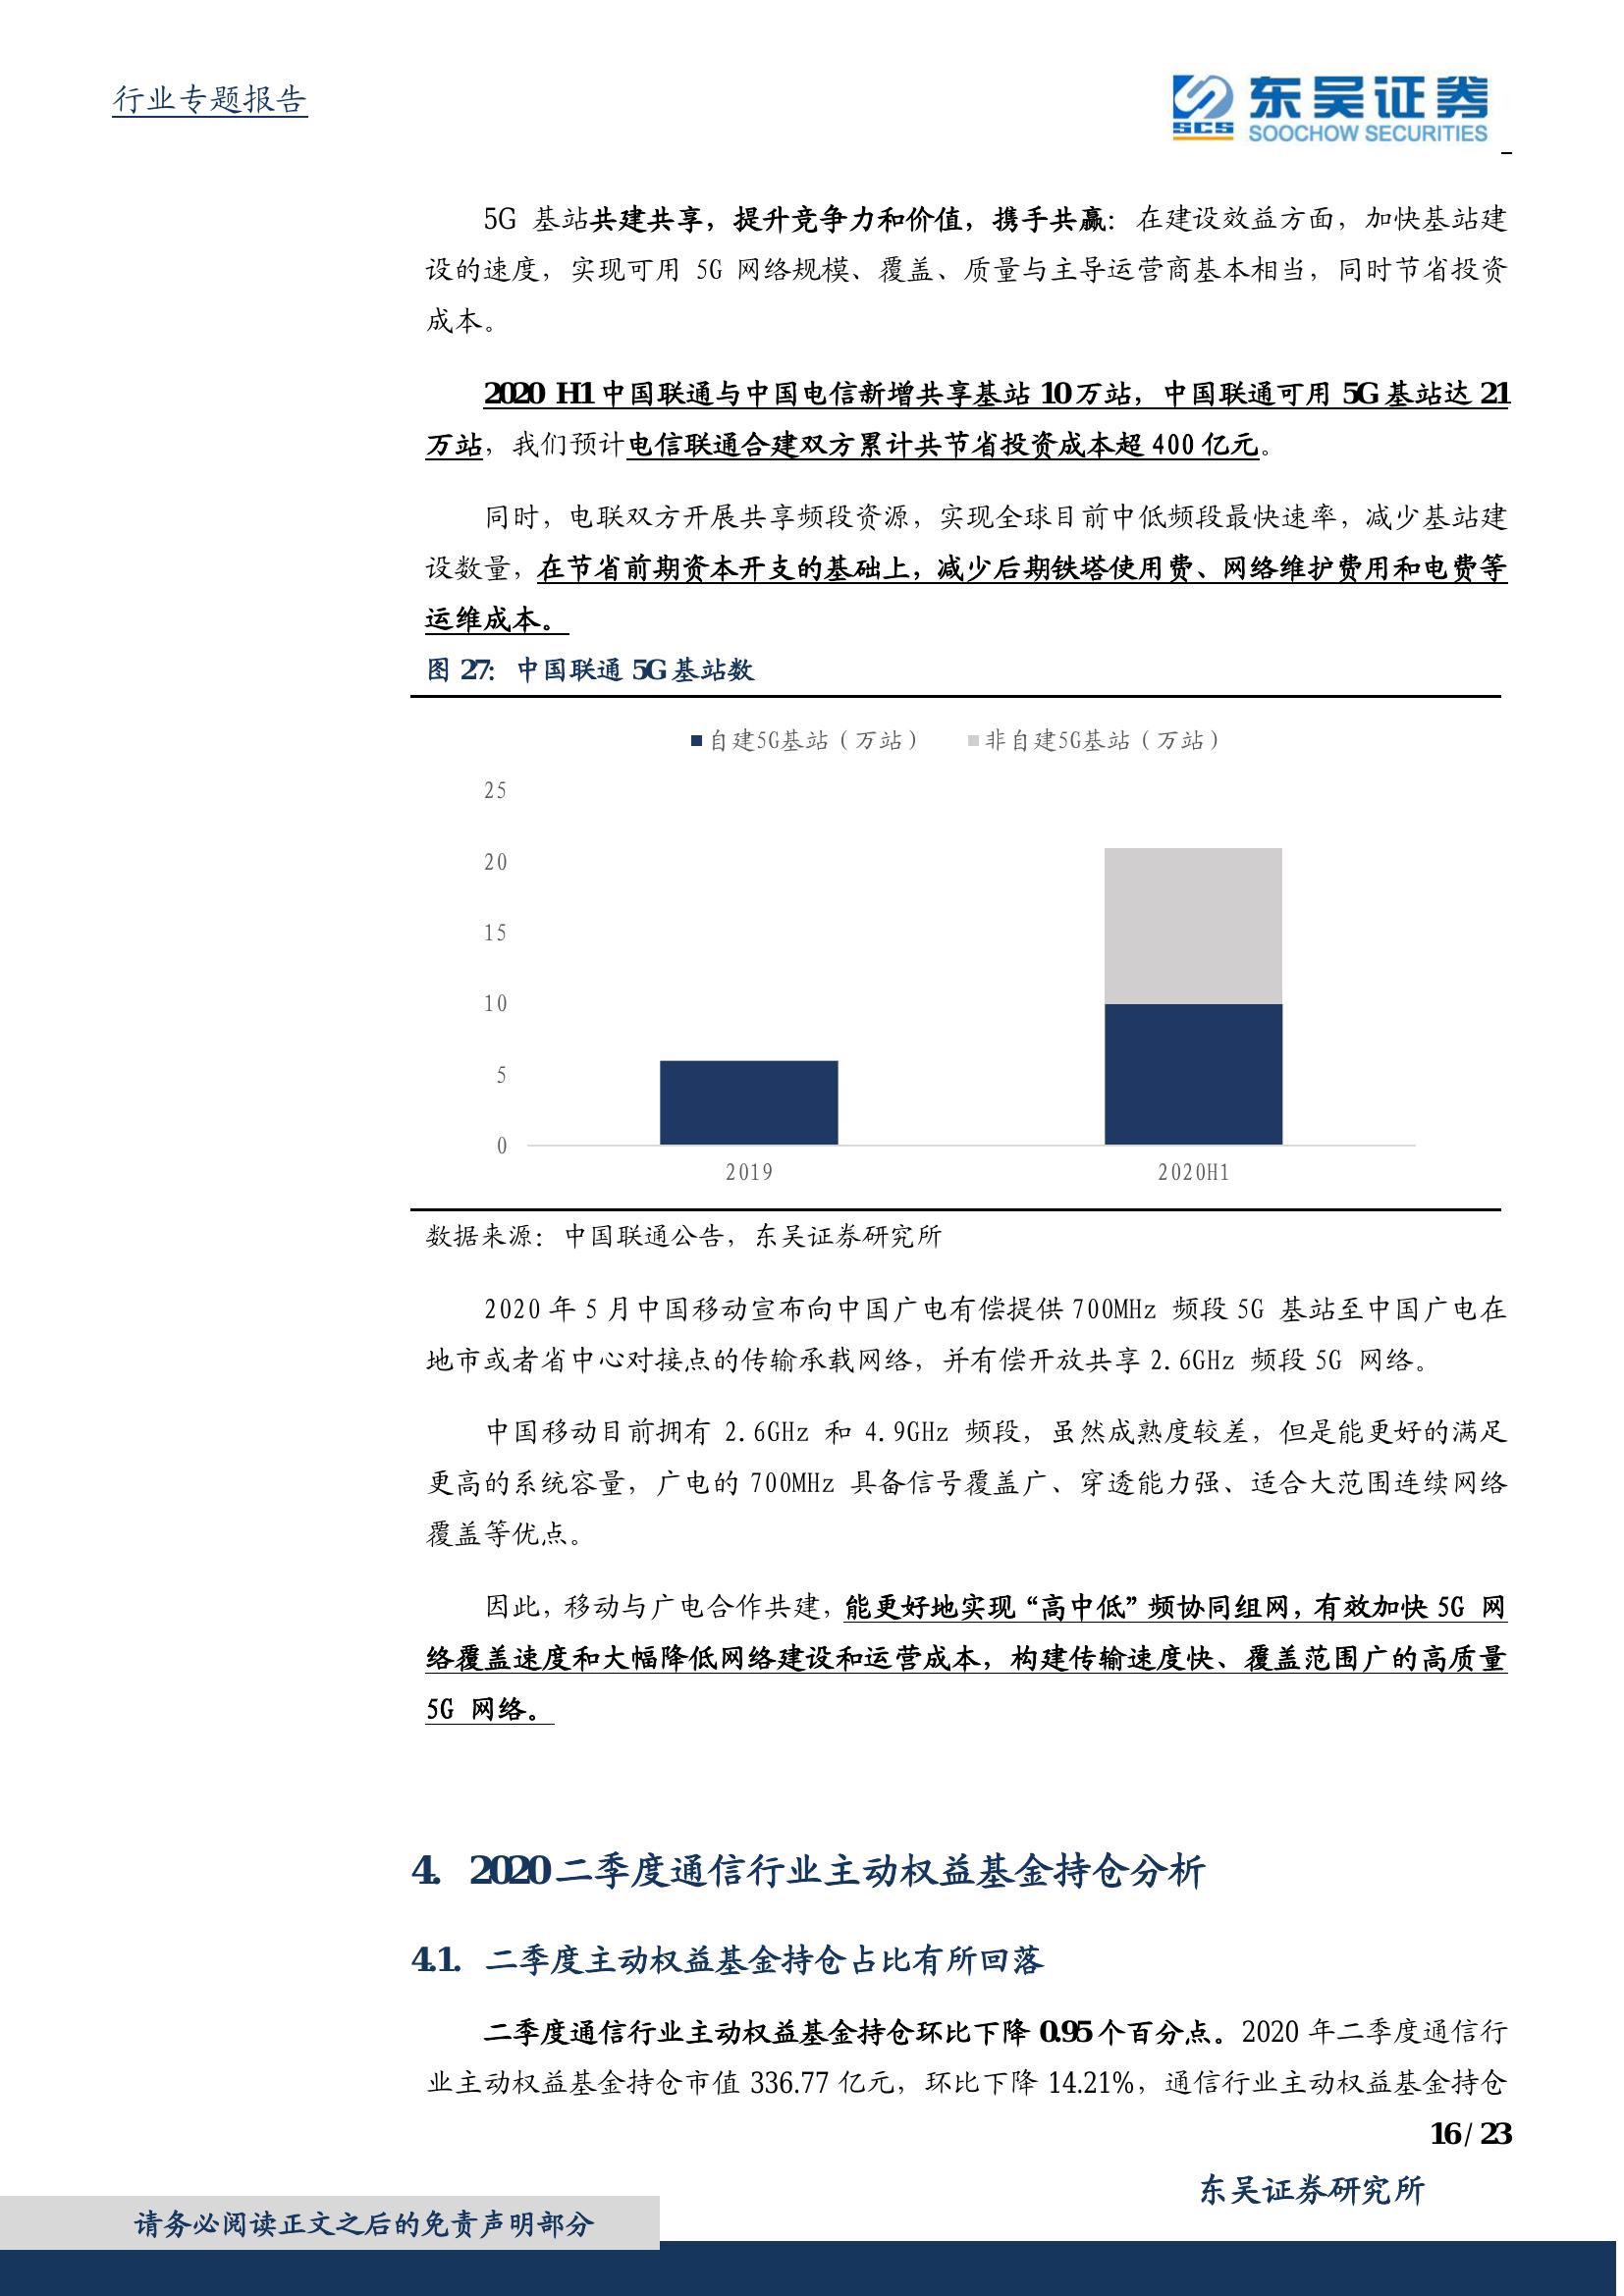 行业专题报告
SCS
东吴证券
SOOCHOW SECURITIES
5G 基站共建共享，提升竞争力和价值，携手共赢：在建设效益方面，加快基站建
设的速度，实现可用 5G 网络规模、覆盖、质量与主导运营商基本相当，同时节省投资
成本。
2020 H1 中国联通与中国电信新增共享基站 10 万站，中国联通可用 5G 基站达 21
万站，我们预计电信联通合建双方累计共节省投资成本超 400 亿元。
同时，电联双方开展共享频段资源，实现全球目前中低频段最快速率，减少基站建
设数量，在节省前期资本开支的基础上，减少后期铁塔使用费、网络维护费用和电费等
运维成本。
图 27：中国联通 5G 基站数
自建5G基站（万站） 非自建5G基站（万站）
25
20
15
10
5
0
2019 2020H1
数据来源：中国联通公告，东吴证券研究所
2020 年 5 月中国移动宣布向中国广电有偿提供 700MHz 频段 5G 基站至中国广电在
地市或者省中心对接点的传输承载网络，并有偿开放共享 2.6GHz 频段 5G 网络。
中国移动目前拥有 2.6GHz 和 4.9GHz 频段，虽然成熟度较差，但是能更好的满足
更高的系统容量，广电的 700MHz 具备信号覆盖广、穿透能力强、适合大范围连续网络
覆盖等优点。
因此，移动与广电合作共建，能更好地实现“高中低”频协同组网，有效加快 5G 网
络覆盖速度和大幅降低网络建设和运营成本，构建传输速度快、覆盖范围广的高质量
5G 网络。
4. 2020 二季度通信行业主动权益基金持仓分析
4.1. 二季度主动权益基金持仓占比有所回落
二季度通信行业主动权益基金持仓环比下降 0.95 个百分点。2020 年二季度通信行
业主动权益基金持仓市值 336.77 亿元，环比下降 14.21%，通信行业主动权益基金持仓
16 / 23
东吴证券研究所
请务必阅读正文之后的免责声明部分